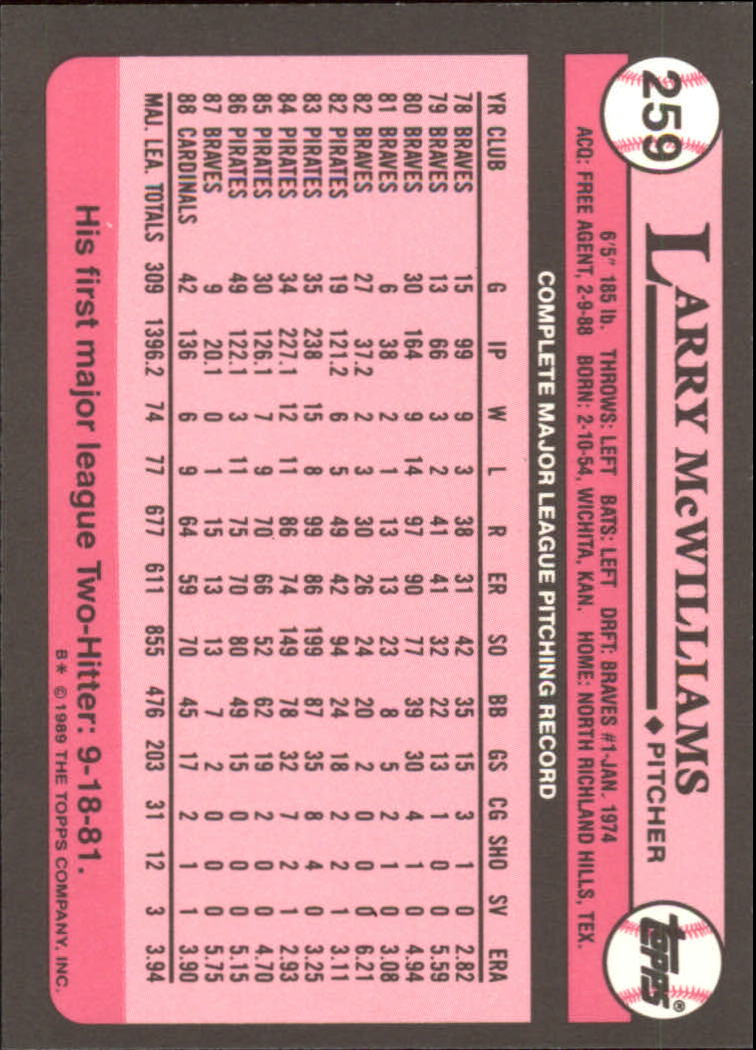 259
LARRY McWILLIAMS ♦ PITCHER
Topps®
6'5" 185 lb. THROWS: LEFT BATS: LEFT DRFT: BRAVES #1-JAN. 1974
ACQ: FREE AGENT, 2-9-88 BORN: 2-10-54, WICHITA, KAN. HOME: NORTH RICHLAND HILLS, TEX.
COMPLETE MAJOR LEAGUE PITCHING RECORD
YR CLUB G IP W L R ER SO BB GS CG SHO SV ERA
78 BRAVES 15 99 9 3 38 31 42 35 15 3 1 0 2.82
79 BRAVES 13 66 3 2 41 41 32 22 13 1 0 0 5.59
80 BRAVES 30 164 9 14 97 90 77 39 30 4 1 0 4.94
81 BRAVES 6 38 2 1 13 13 23 8 5 2 1 0 3.08
82 BRAVES 27 37.2 2 3 30 26 24 20 2 0 0 0 6.21
82 PIRATES 19 121.2 6 5 49 42 94 24 18 2 2 1 3.11
83 PIRATES 35 238 15 8 99 86 199 87 35 8 4 0 3.25
84 PIRATES 34 227.1 12 11 86 74 149 78 32 7 2 1 2.93
85 PIRATES 30 126.1 7 9 70 66 52 62 19 2 0 0 4.70
86 PIRATES 49 122.1 3 11 75 70 80 49 15 0 0 0 5.15
87 BRAVES 9 20.1 0 1 15 13 13 7 2 0 0 0 5.75
88 CARDINALS 42 136 6 9 64 59 70 45 17 2 1 1 3.90
MAJ. LEA. TOTALS 309 1396.2 74 77 677 611 855 476 203 31 12 3 3.94
His first major league Two-Hitter: 9-18-81.
B* ©1989 THE TOPPS COMPANY, INC.